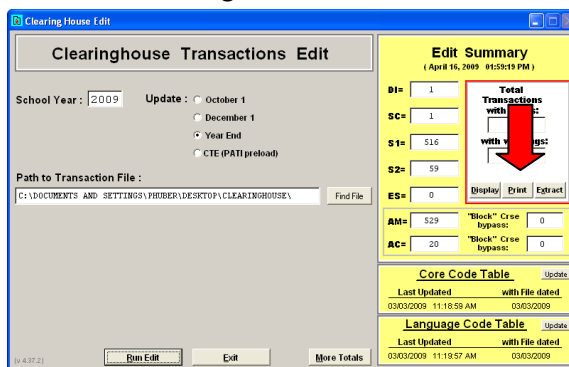 Clearing House Edit
Clearinghouse Transactions Edit
School Year : 2009
Update :
October 1
December 1
Year End
CTE (PATI preload)
Path to Transaction File :
C:\DOCUMENTS AND SETTINGS\PHUBER\DESKTOP\CLEARINGHOUSE\
Find File
(v 4.37.2)
Run Edit
Exit
More Totals
Edit Summary
( April 16, 2009 01:59:19 PM )
DI= 1
SC= 1
S1= 516
S2= 59
ES= 0
Total
Transactions
with
with
Display Print Extract
AM= 529 "Block" Crse bypass: 0
AC= 20 "Block" Crse bypass: 0
Core Code Table Update
Last Updated with File dated
03/03/2009 11:18:59 AM 03/03/2009
Language Code Table Update
Last Updated with File dated
03/03/2009 11:19:57 AM 03/03/2009